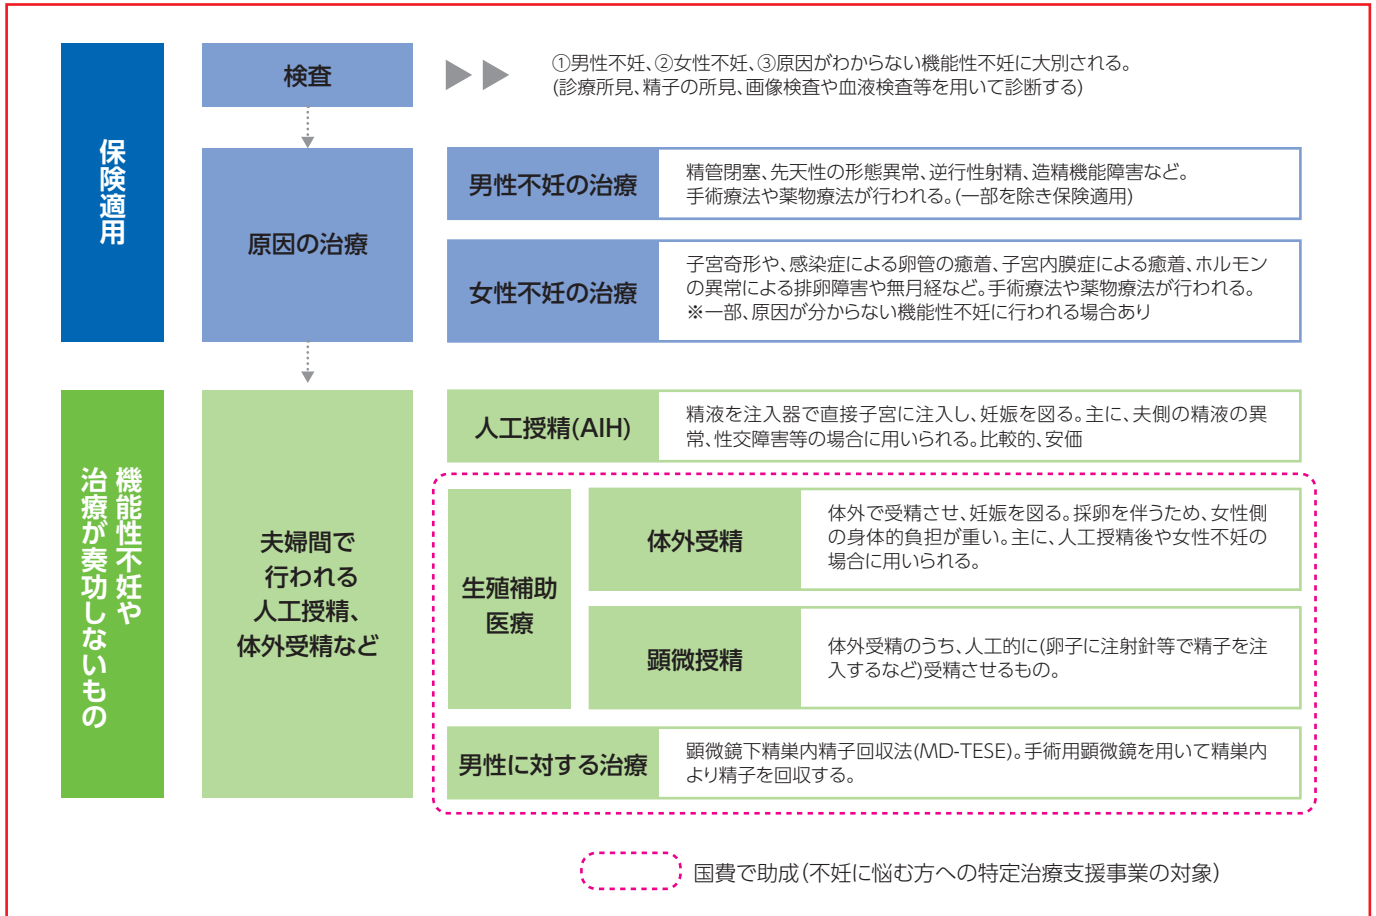 保険適用
検査
①男性不妊、②女性不妊、③原因がわからない機能性不妊に大別される。
(診療所見、精子の所見、画像検査や血液検査等を用いて診断する)
原因の治療
男性不妊の治療
精管閉塞、先天性の形態異常、逆行性射精、造精機能障害など。
手術療法や薬物療法が行われる。(一部を除き保険適用)
女性不妊の治療
子宮奇形や、感染症による卵管の癒着、子宮内膜症による癒着、ホルモン
の異常による排卵障害や無月経など。手術療法や薬物療法が行われる。
※一部、原因が分からない機能性不妊に行われる場合あり
機能性不妊や
治療が奏功しないもの
夫婦間で
行われる
人工授精、
体外受精など
人工授精(AIH)
精液を注入器で直接子宮に注入し、妊娠を図る。主に、夫側の精液の異
常、性交障害等の場合に用いられる。比較的、安価
生殖補助
医療
体外受精
体外で受精させ、妊娠を図る。採卵を伴うため、女性側
の身体的負担が重い。主に、人工授精後や女性不妊の
場合に用いられる。
顕微授精
体外受精のうち、人工的に(卵子に注射針等で精子を注
入するなど)受精させるもの。
男性に対する治療
顕微鏡下精巣内精子回収法(MD-TESE)。手術用顕微鏡を用いて精巣内
より精子を回収する。
国費で助成(不妊に悩む方への特定治療支援事業の対象)